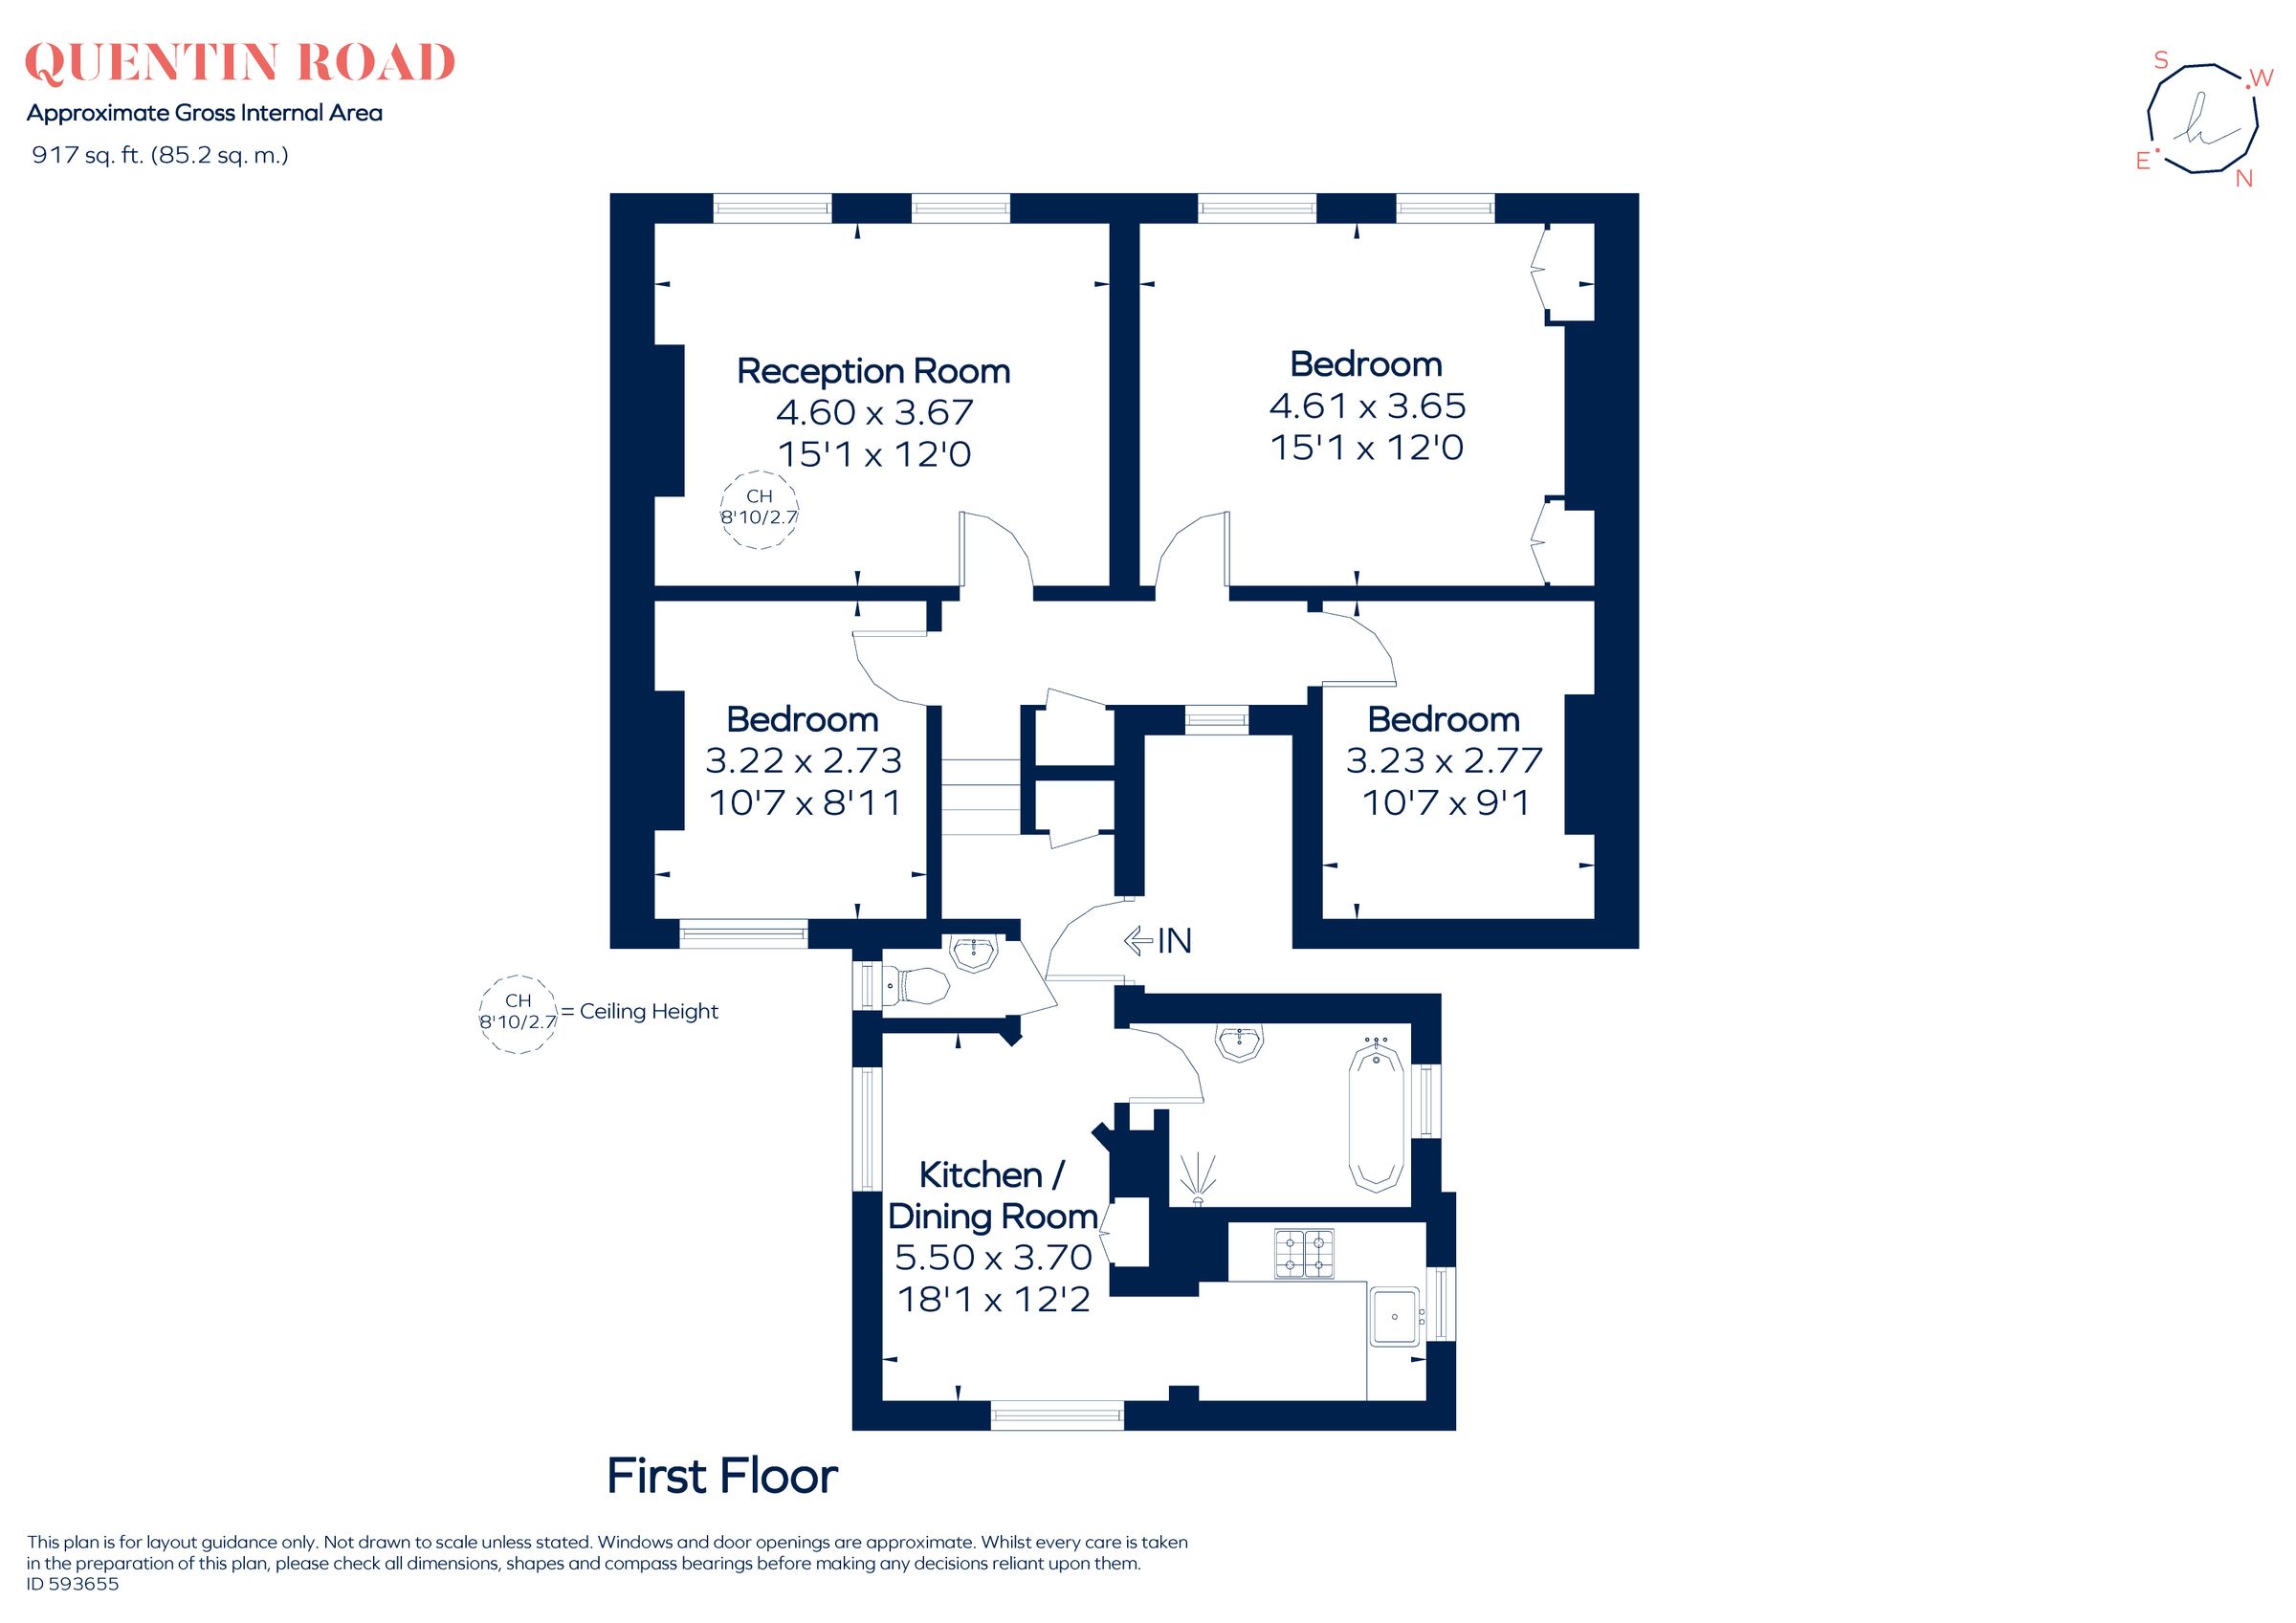 QUENTIN ROAD
Approximate Gross Internal Area
917 sq. ft. (85.2 sq. m.)
S
W
E
N
Reception Room
4.60 x 3.67
15'1 x 12'0
CH
8'10/2.7
Bedroom
4.61 x 3.65
15'1 x 12'0
Bedroom
3.22 x 2.73
10'7 x 8'11
Bedroom
3.23 x 2.77
10'7 x 9'1
IN
CH
8'10/2.7
= Ceiling Height
Kitchen /
Dining Room
5.50 x 3.70
18'1 x 12'2
First Floor
This plan is for layout guidance only. Not drawn to scale unless stated. Windows and door openings are approximate. Whilst every care is taken
in the preparation of this plan, please check all dimensions, shapes and compass bearings before making any decisions reliant upon them.
ID 593655